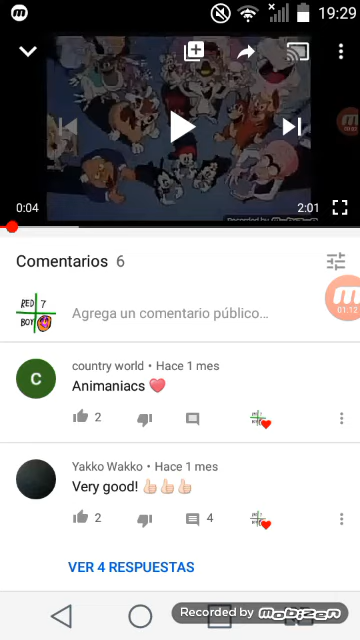 19:29
0:04
2:01
Recorded by mobizen
Comentarios 6
01:12
RED 7
BOY
Agrega un comentario público...
country world • Hace 1 mes
C
Animaniacs ❤
2
Yakko Wakko • Hace 1 mes
Very good! 👍👍👍
2
4
VER 4 RESPUESTAS
Recorded by mobizen